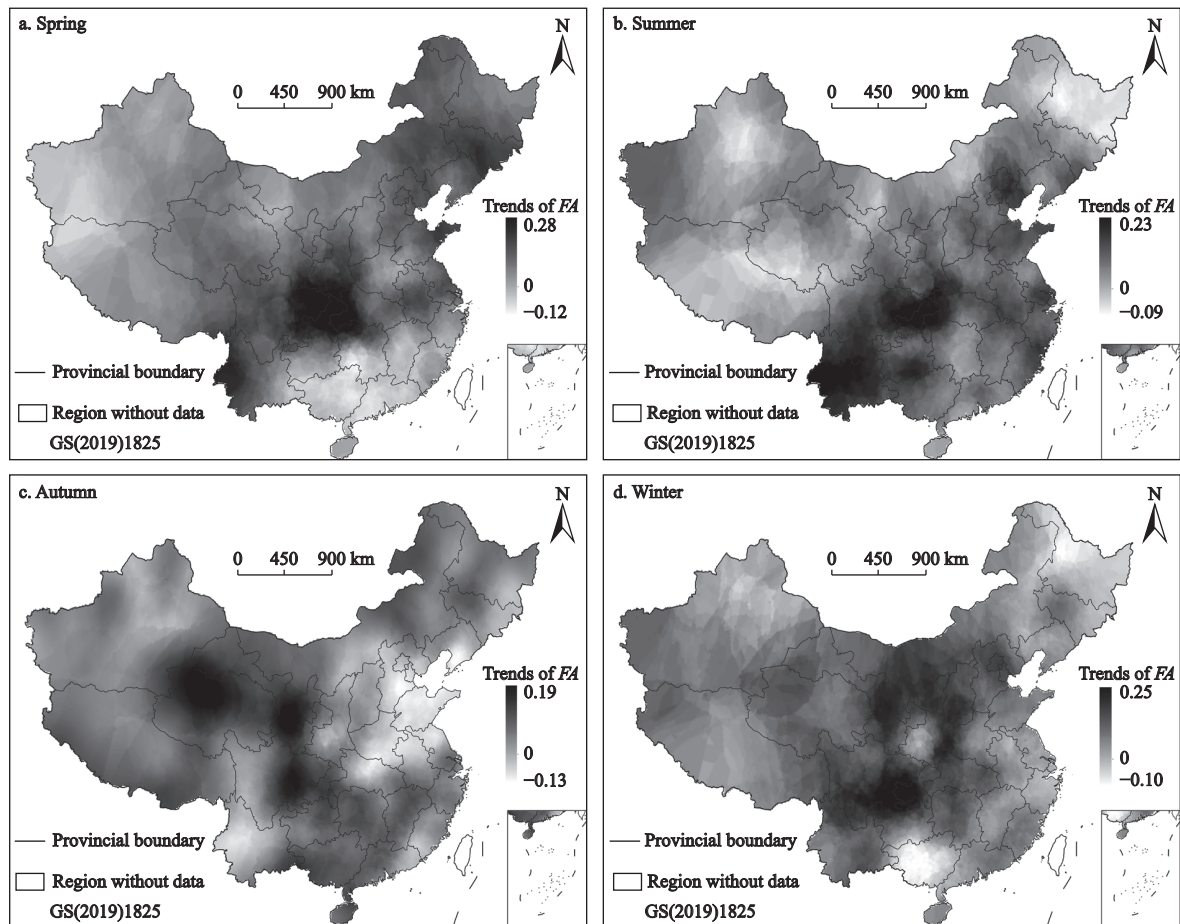 a. Spring
N
0 450 900 km
Trends of FA
0.28
0
−0.12
Provincial boundary
Region without data
GS(2019)1825
b. Summer
N
0 450 900 km
Trends of FA
0.23
0
−0.09
Provincial boundary
Region without data
GS(2019)1825
c. Autumn
N
0 450 900 km
Trends of FA
0.19
0
−0.13
Provincial boundary
Region without data
GS(2019)1825
d. Winter
N
0 450 900 km
Trends of FA
0.25
0
−0.10
Provincial boundary
Region without data
GS(2019)1825